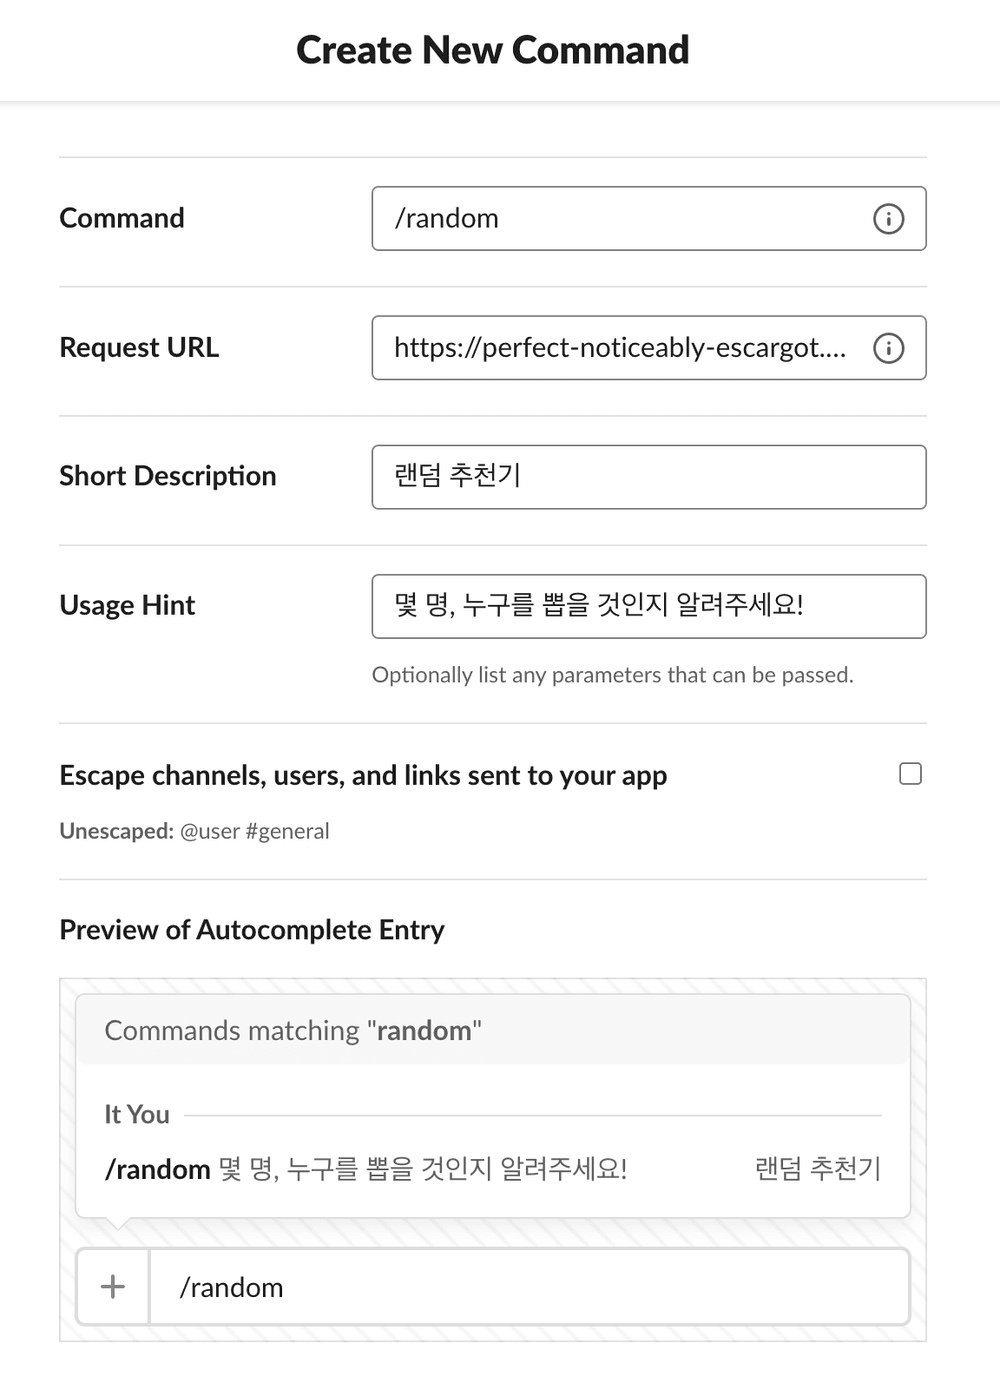 Create New Command
Command
/random
Request URL
https://perfect-noticeably-escargot....
Short Description
랜덤 추천기
Usage Hint
몇 명, 누구를 뽑을 것인지 알려주세요!
Optionally list any parameters that can be passed.
Escape channels, users, and links sent to your app
Unescaped: @user #general
Preview of Autocomplete Entry
Commands matching "random"
It You
/random 몇 명, 누구를 뽑을 것인지 알려주세요! 랜덤 추천기
/random